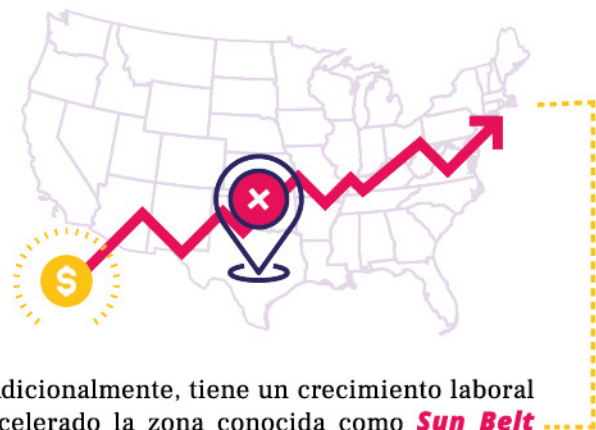 $
×
dicionalmente, tiene un crecimiento laboral
celerado la zona conocida como Sun Belt